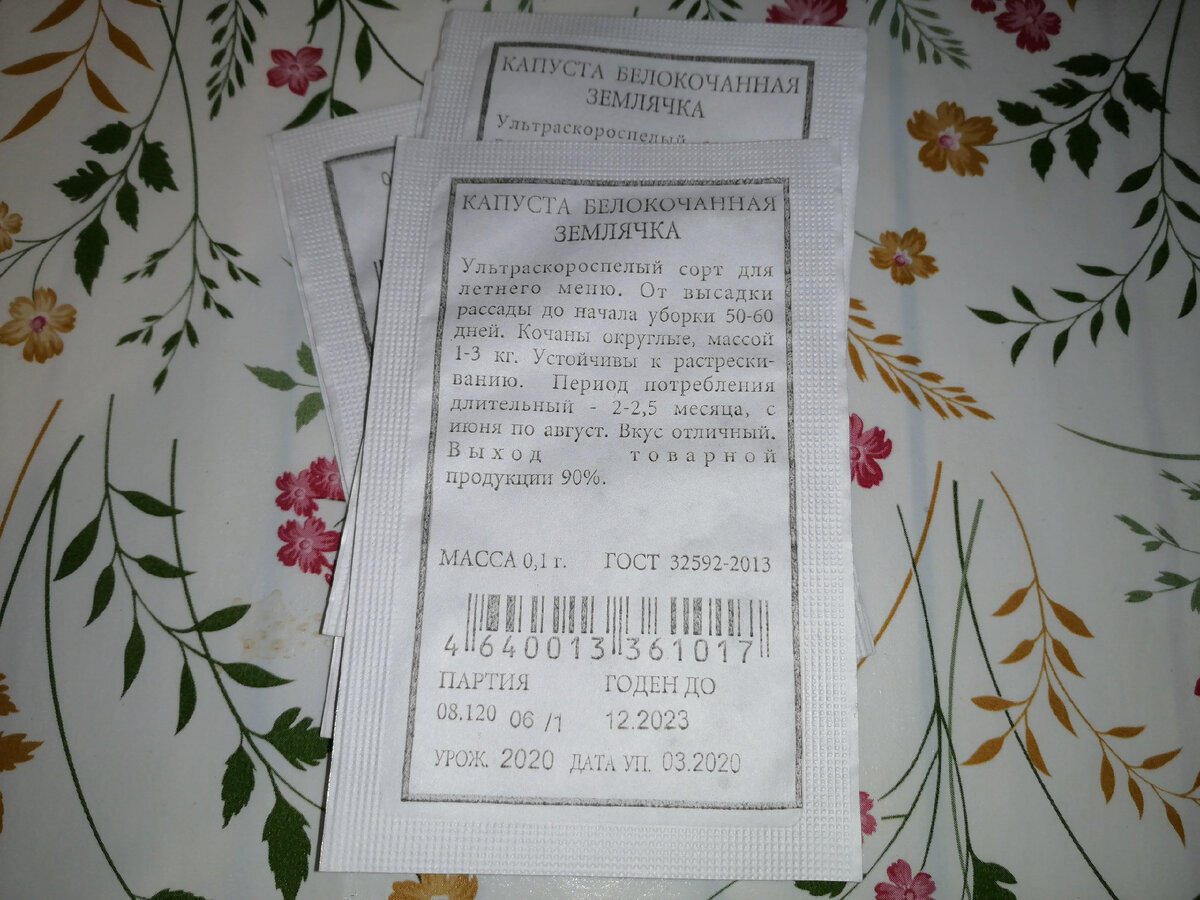 КАПУСТА БЕЛОКОЧАННАЯ
ЗЕМЛЯЧКА
Ультраскороспелый
КАПУСТА БЕЛОКОЧАННАЯ
ЗЕМЛЯЧКА
Ультраскороспелый сорт для
летнего меню. От высадки
рассады до начала уборки 50-60
дней. Кочаны округлые, массой
1-3 кг. Устойчивы к растрески-
ванию. Период потребления
длительный - 2-2,5 месяца, с
июня по август. Вкус отличный.
Выход товарной
продукции 90%.
МАССА 0,1 г. ГОСТ 32592-2013
4 640013 361017
ПАРТИЯ ГОДЕН ДО
08.120 06 /1 12.2023
УРОЖ. 2020 ДАТА УП. 03.2020